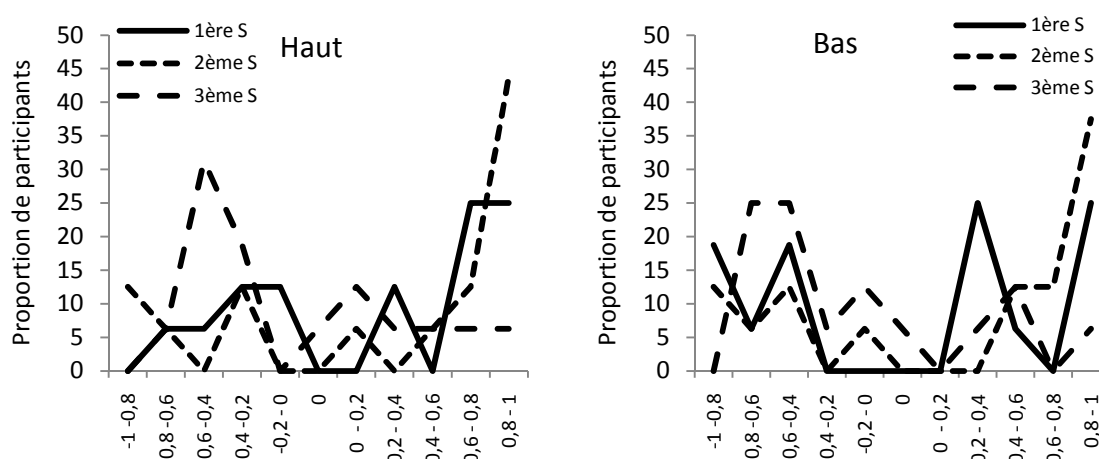 Haut
1ère S
2ème S
3ème S
Proportion de participants
50
45
40
35
30
25
20
15
10
5
0
-1 -0,8
0,8 -0,6
0,6 -0,4
0,4 -0,2
-0,2 - 0
0
0 - 0,2
0,2 - 0,4
0,4 - 0,6
0,6 - 0,8
0,8 - 1
Bas
1ère S
2ème S
3ème S
Proportion de participants
50
45
40
35
30
25
20
15
10
5
0
-1 -0,8
0,8 -0,6
0,6 -0,4
0,4 -0,2
-0,2 - 0
0
0 - 0,2
0,2 - 0,4
0,4 - 0,6
0,6 - 0,8
0,8 - 1